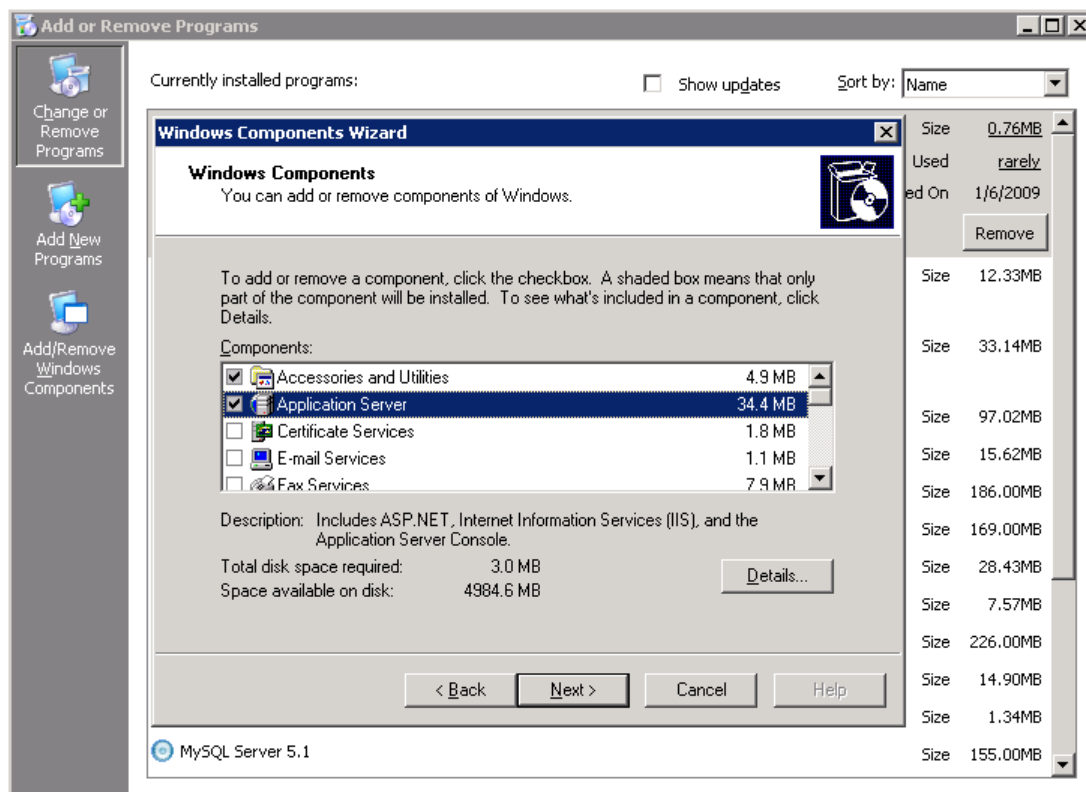 Add or Remove Programs
Change or
Remove
Programs
Add New
Programs
Add/Remove
Windows
Components
Currently installed programs:
Show updates
Sort by: Name
Windows Components Wizard
Windows Components
You can add or remove components of Windows.
To add or remove a component, click the checkbox. A shaded box means that only
part of the component will be installed. To see what's included in a component, click
Details.
Components:
Accessories and Utilities 4.9 MB
Application Server 34.4 MB
Certificate Services 1.8 MB
E-mail Services 1.1 MB
Fax Services 7.9 MB
Description: Includes ASP.NET, Internet Information Services (IIS), and the
Application Server Console.
Total disk space required: 3.0 MB
Space available on disk: 4984.6 MB
Details...
< Back Next > Cancel Help
Size 0.76MB
Used rarely
ed On 1/6/2009
Remove
Size 12.33MB
Size 33.14MB
Size 97.02MB
Size 15.62MB
Size 186.00MB
Size 169.00MB
Size 28.43MB
Size 7.57MB
Size 226.00MB
Size 14.90MB
Size 1.34MB
MySQL Server 5.1 Size 155.00MB